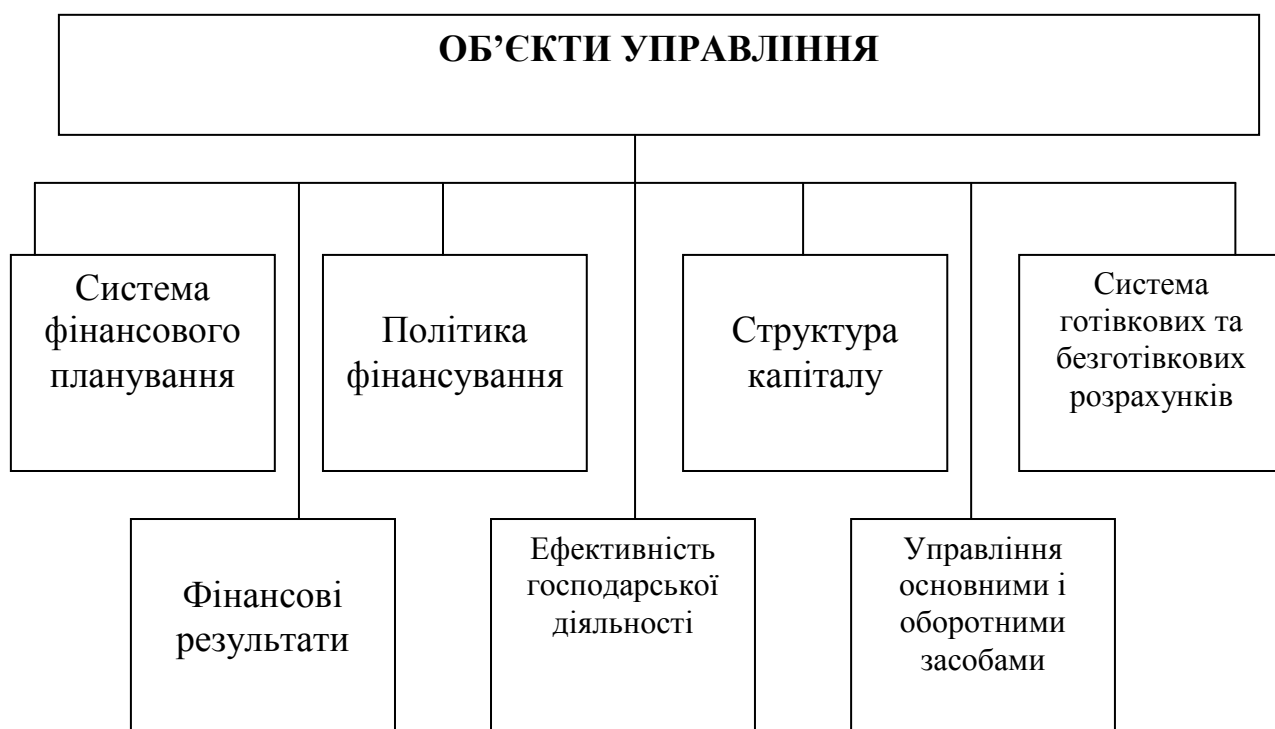 ОБ’ЄКТИ УПРАВЛІННЯ
Система
фінансового
планування
Політика
фінансування
Структура
капіталу
Система
готівкових та
безготівкових
розрахунків
Фінансові
результати
Ефективність
господарської
діяльності
Управління
основними і
оборотними
засобами